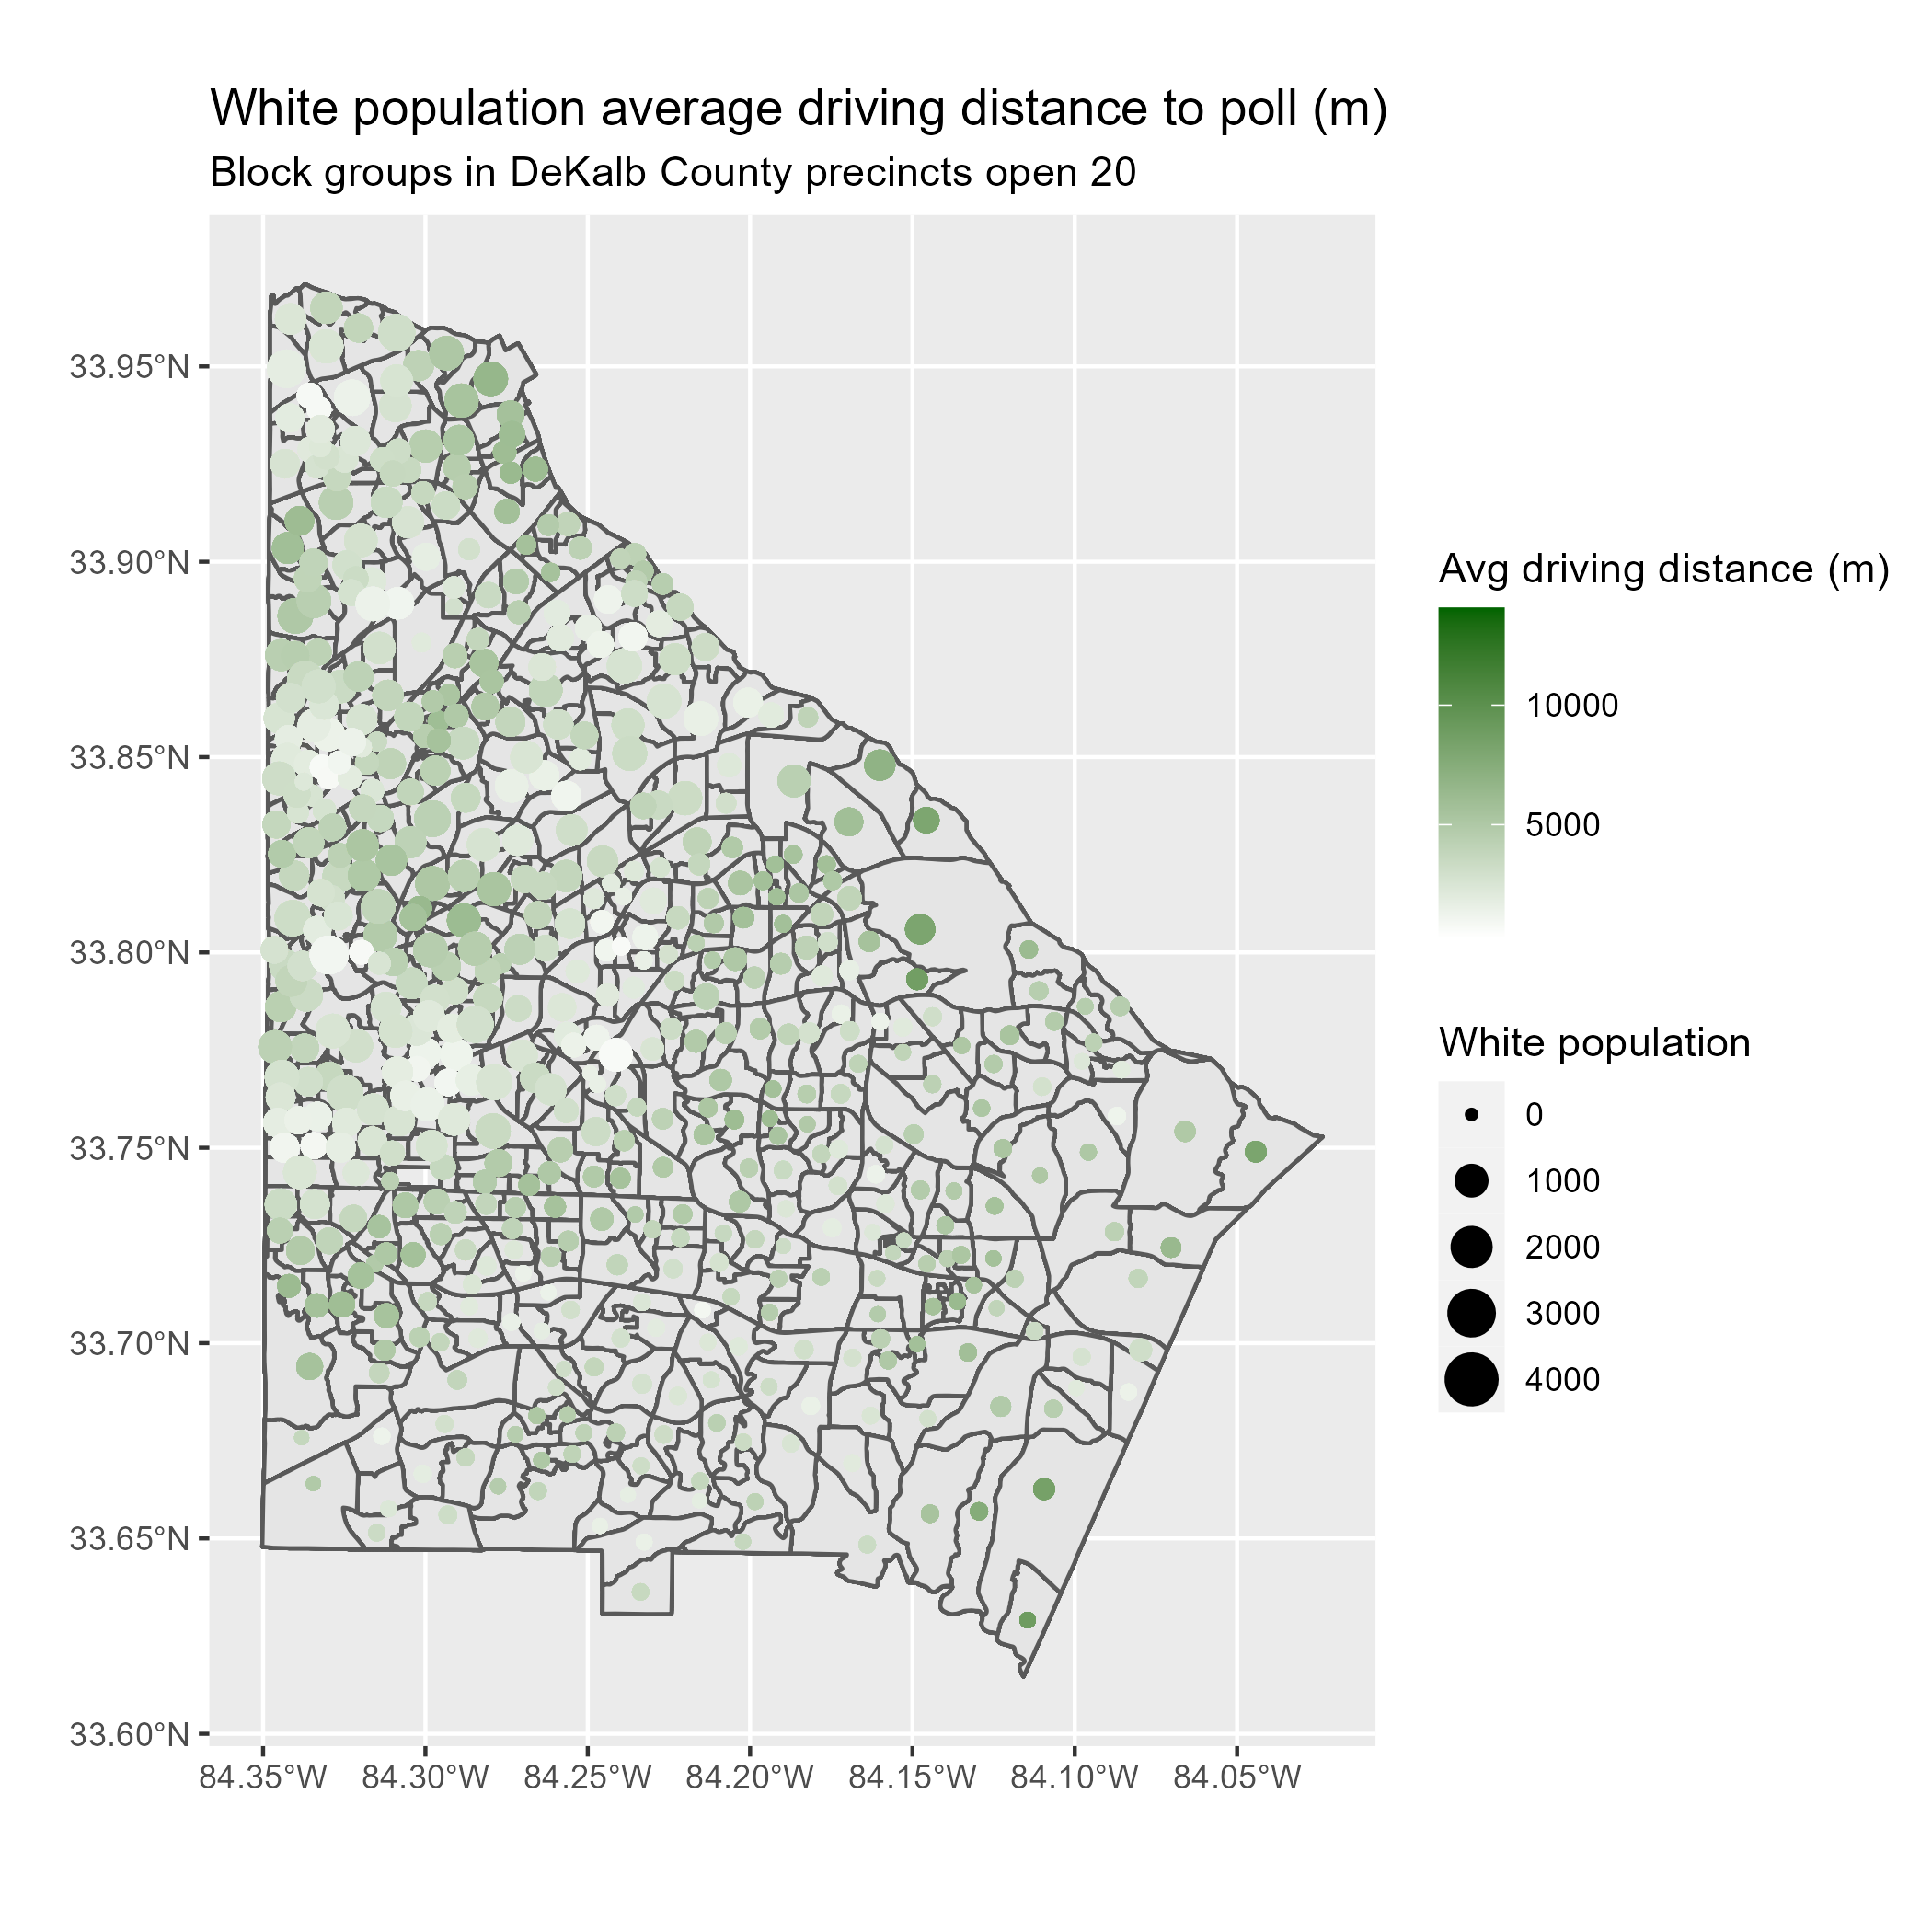 White population average driving distance to poll (m)
Block groups in DeKalb County precincts open 20
33.95°N
33.90°N
33.85°N
33.80°N
33.75°N
33.70°N
33.65°N
33.60°N
84.35°W
84.30°W
84.25°W
84.20°W
84.15°W
84.10°W
84.05°W
Avg driving distance (m)
10000
5000
White population
0
1000
2000
3000
4000